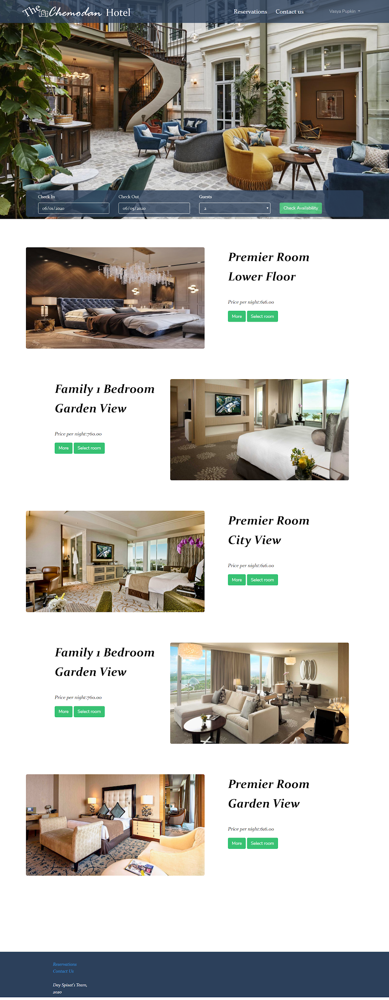 The Chemodan Hotel
Reservations Contact us Vasya Pupkin
Check In Check Out Guests
06/01/2020 06/05/2020 2 Check Availability
Premier Room
Lower Floor
Price per night:616.00
More Select room
Family 1 Bedroom
Garden View
Price per night:760.00
More Select room
Premier Room
City View
Price per night:616.00
More Select room
Family 1 Bedroom
Garden View
Price per night:760.00
More Select room
Premier Room
Garden View
Price per night:616.00
More Select room
Reservations
Contact Us
Day Spisat'1 Team,
2020